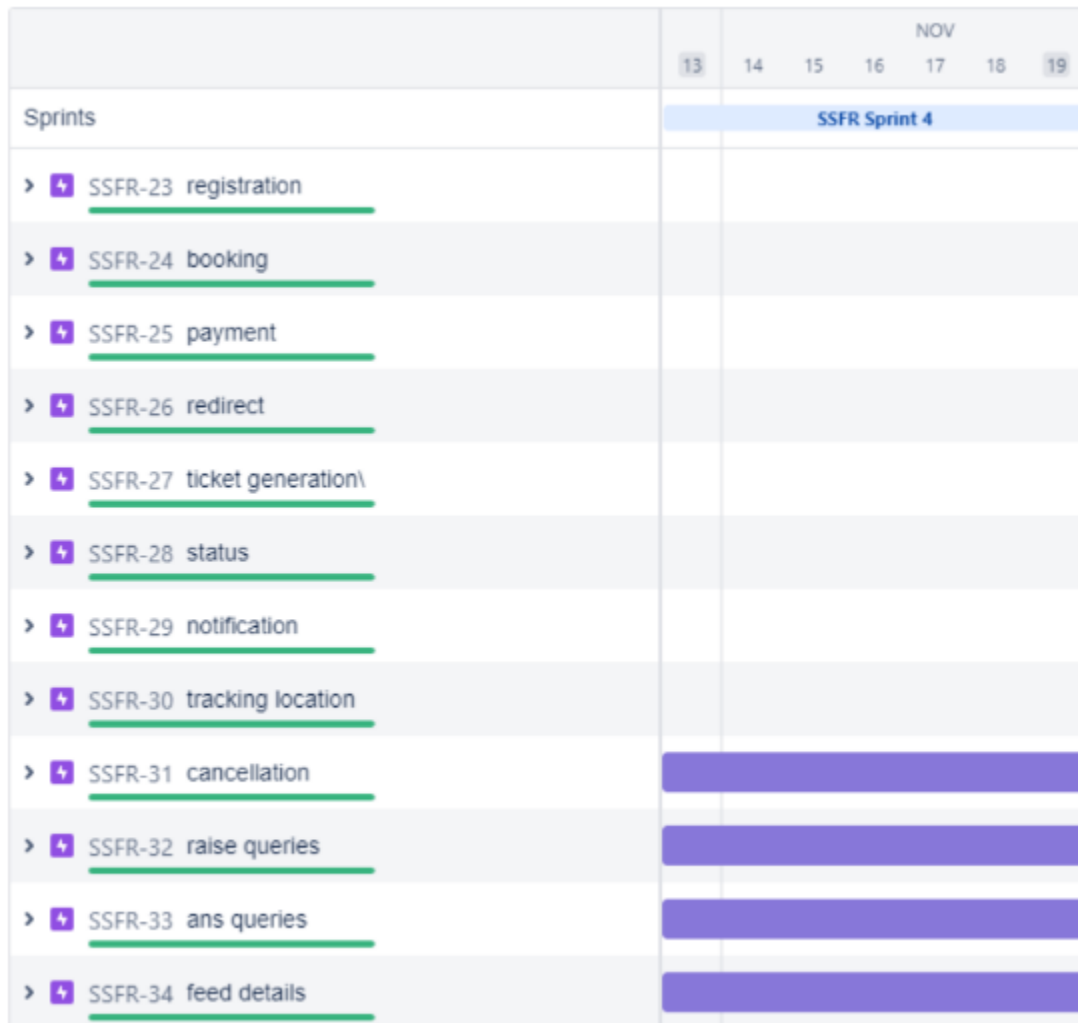 NOV
13 14 15 16 17 18 19
Sprints
SSFR Sprint 4
SSFR-23 registration
SSFR-24 booking
SSFR-25 payment
SSFR-26 redirect
SSFR-27 ticket generation\
SSFR-28 status
SSFR-29 notification
SSFR-30 tracking location
SSFR-31 cancellation
SSFR-32 raise queries
SSFR-33 ans queries
SSFR-34 feed details